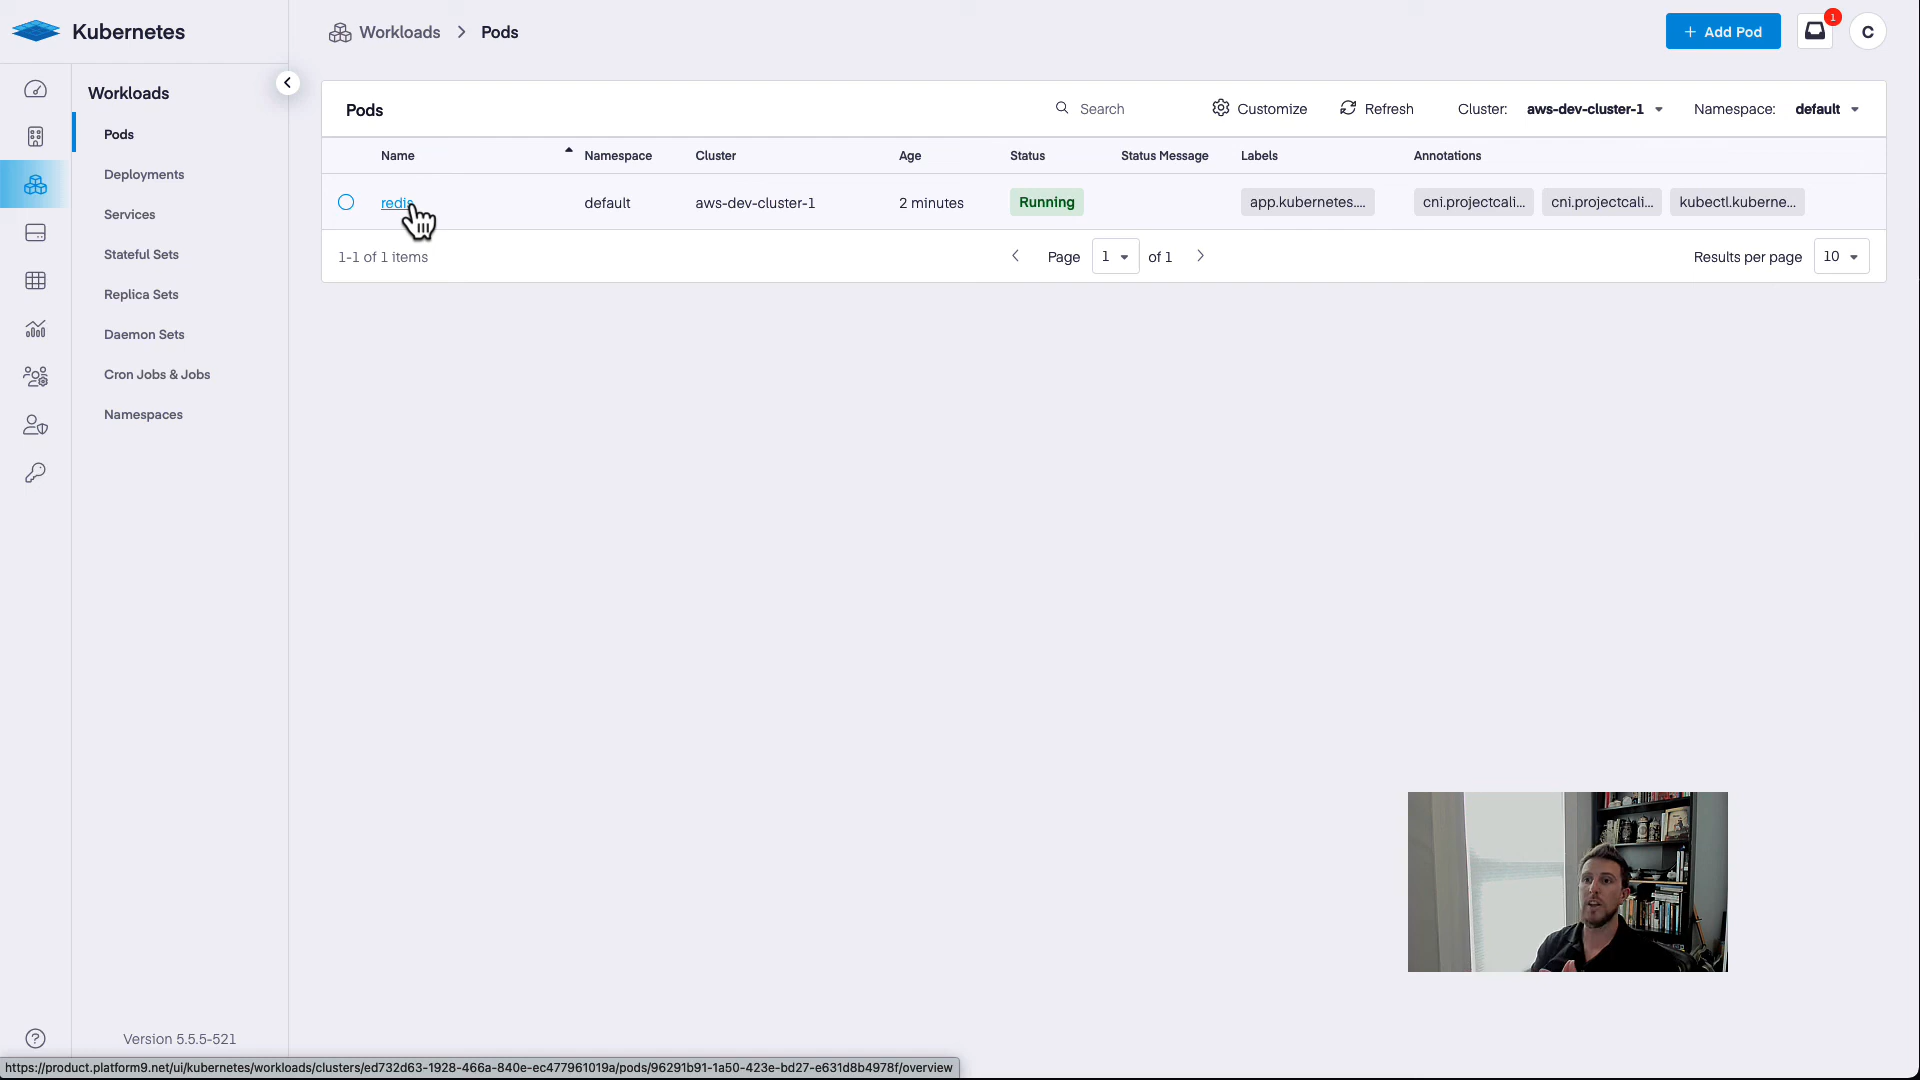 Kubernetes
Workloads > Pods
+ Add Pod
1
C
Workloads
Pods
Deployments
Services
Stateful Sets
Replica Sets
Daemon Sets
Cron Jobs & Jobs
Namespaces
Pods
Search
Customize
Refresh
Cluster: aws-dev-cluster-1
Namespace: default
Name Namespace Cluster Age Status Status Message Labels Annotations
redis default aws-dev-cluster-1 2 minutes Running app.kubernetes.... cni.projectcali... cni.projectcali... kubectl.kuberne...
1-1 of 1 items
Page 1 of 1
Results per page 10
Version 5.5.5-521
https://product.platform9.net/ui/kubernetes/workloads/clusters/ed732d63-1928-466a-840e-ec477961019a/pods/96291b91-1a50-423e-bd27-e631d8b4978f/overview